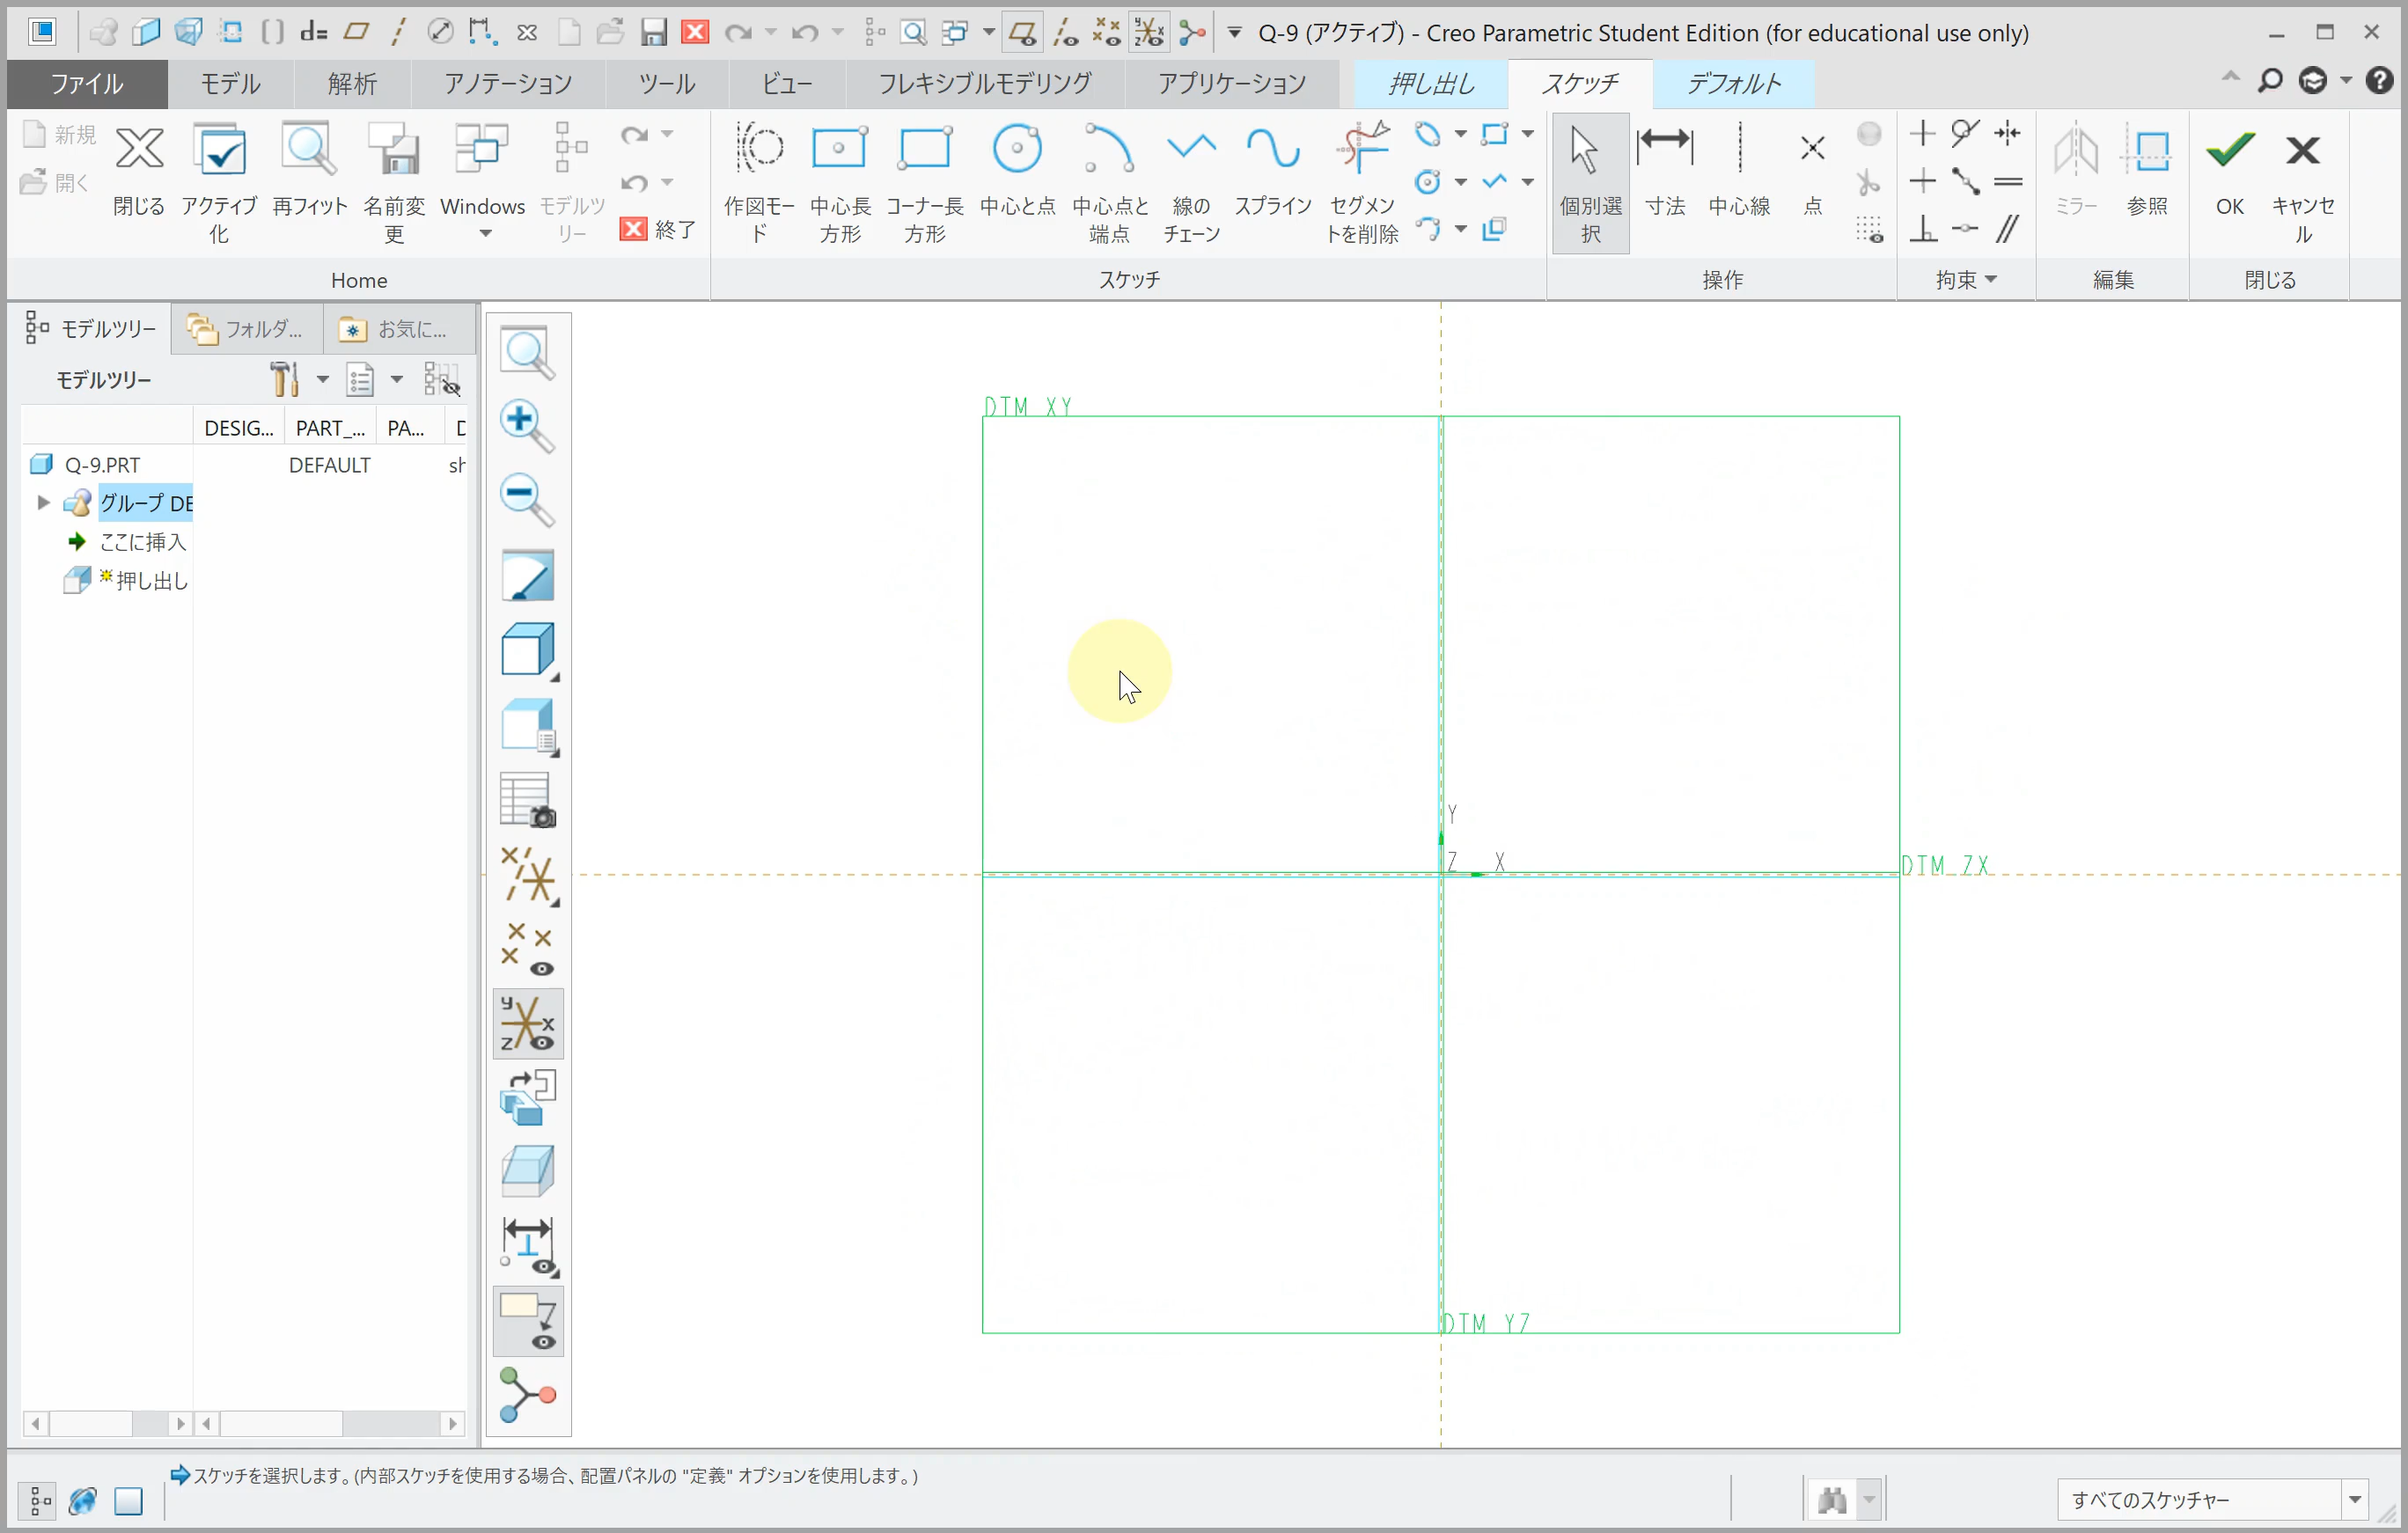 d=
Q-9 (アクティブ) - Creo Parametric Student Edition (for educational use only)
ファイル
モデル
解析
アノテーション
ツール
ビュー
フレキシブルモデリング
アプリケーション
押し出し
スケッチ
デフォルト
新規
開く
閉じる
アクティブ
化
再フィット
名前変
更
Windows
モデルツ
リー
終了
作図モー
ド
中心長
方形
コーナー長
方形
中心と点
中心点と
端点
線の
チェーン
スプライン
セグメン
トを削除
個別選
択
寸法
中心線
点
ミラー
参照
OK
キャンセ
ル
Home
スケッチ
操作
拘束
編集
閉じる
モデルツリー
フォルダ...
お気に...
モデルツリー
DESIG...
PART_...
PA...
Q-9.PRT
DEFAULT
sh
グループ DE
ここに挿入
押し出し
DTM_XY
Y
Z
X
DTM_ZX
DTM_YZ
スケッチを選択します。(内部スケッチを使用する場合、配置パネルの "定義" オプションを使用します。)
すべてのスケッチャー